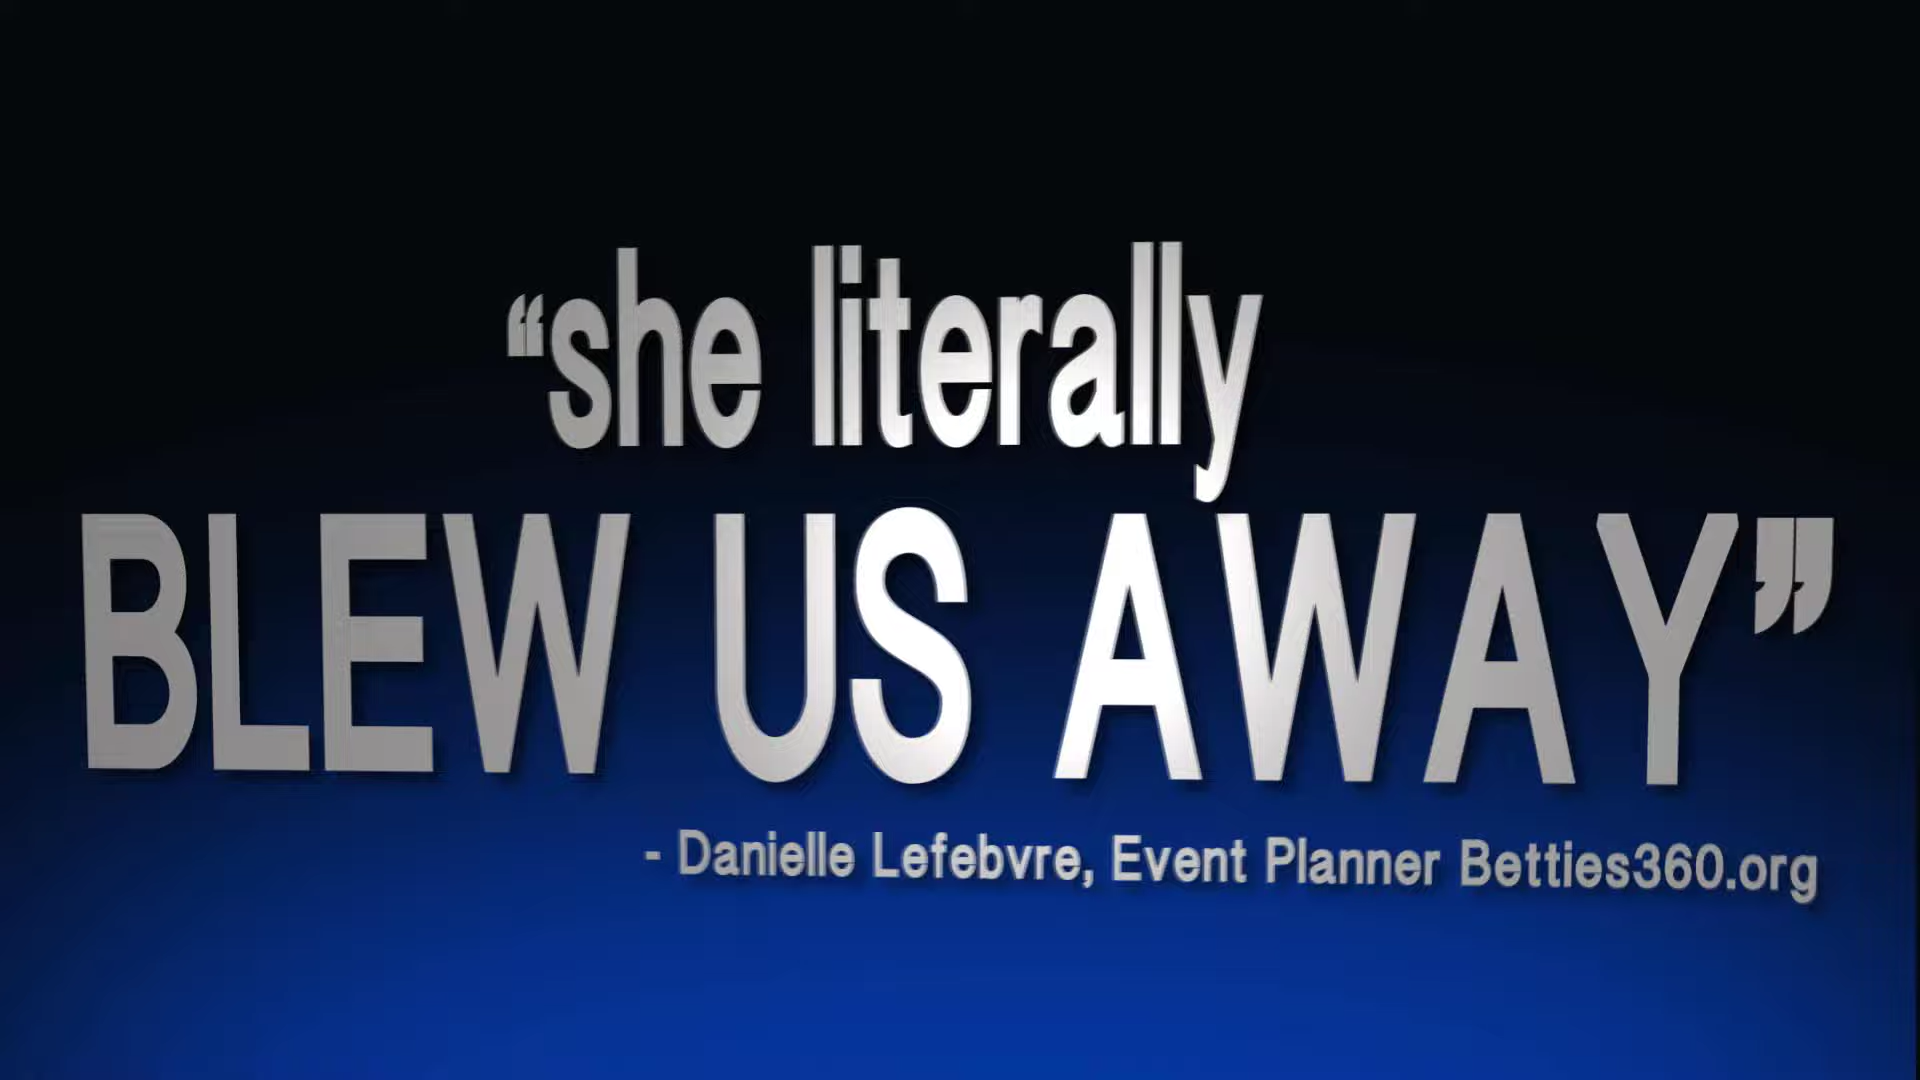 “she literally
BLEW US AWAY”
- Danielle Lefebvre, Event Planner Betties360.org